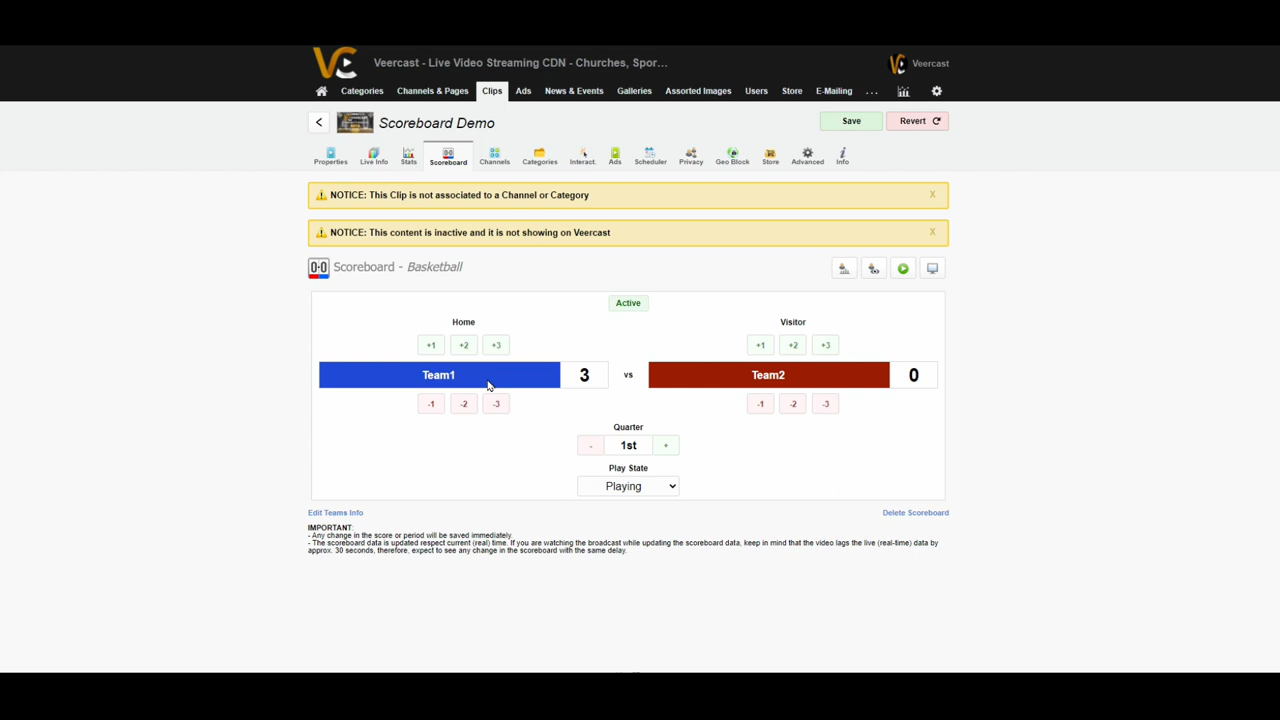 VC Veercast - Live Video Streaming CDN - Churches, Spor... VC Veercast
Categories Channels & Pages Clips Ads News & Events Galleries Assorted Images Users Store E-Mailing ...
< Scoreboard Demo Save Revert
Properties Live Info Stats Scoreboard Channels Categories Interact. Ads Scheduler Privacy Geo Block Store Advanced Info
NOTICE: This Clip is not associated to a Channel or Category X
NOTICE: This content is inactive and it is not showing on Veercast X
0:0 Scoreboard - Basketball
Active
Home Visitor
+1 +2 +3 +1 +2 +3
Team1 3 vs Team2 0
-1 -2 -3 -1 -2 -3
Quarter
- 1st +
Play State
Playing
Edit Teams Info Delete Scoreboard
IMPORTANT:
- Any change in the score or period will be saved immediately.
- The scoreboard data is updated respect current (real) time. If you are watching the broadcast while updating the scoreboard data, keep in mind that the video lags the live (real-time) data by
approx. 30 seconds, therefore, expect to see any change in the scoreboard with the same delay.